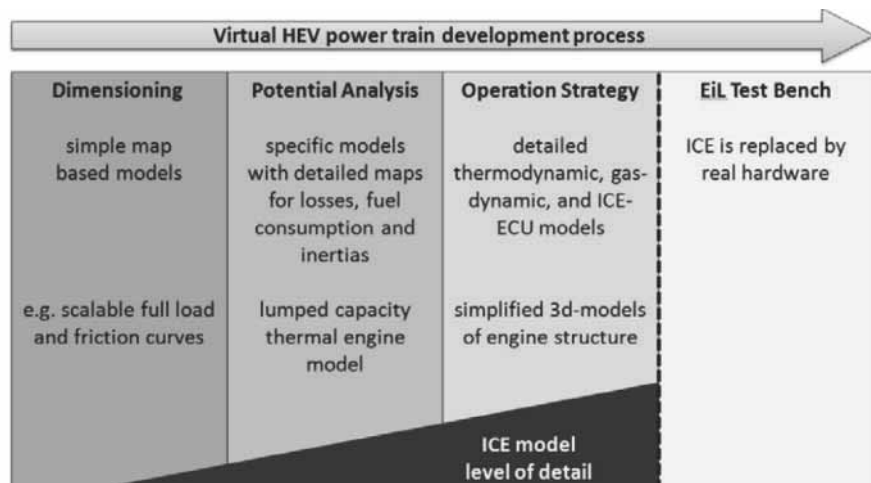 Virtual HEV power train development process
Dimensioning
simple map
based models
e.g. scalable full load
and friction curves
Potential Analysis
specific models
with detailed maps
for losses, fuel
consumption and
inertias
lumped capacity
thermal engine
model
Operation Strategy
detailed
thermodynamic, gas-
dynamic, and ICE-
ECU models
simplified 3d-models
of engine structure
EiL Test Bench
ICE is replaced by
real hardware
ICE model
level of detail